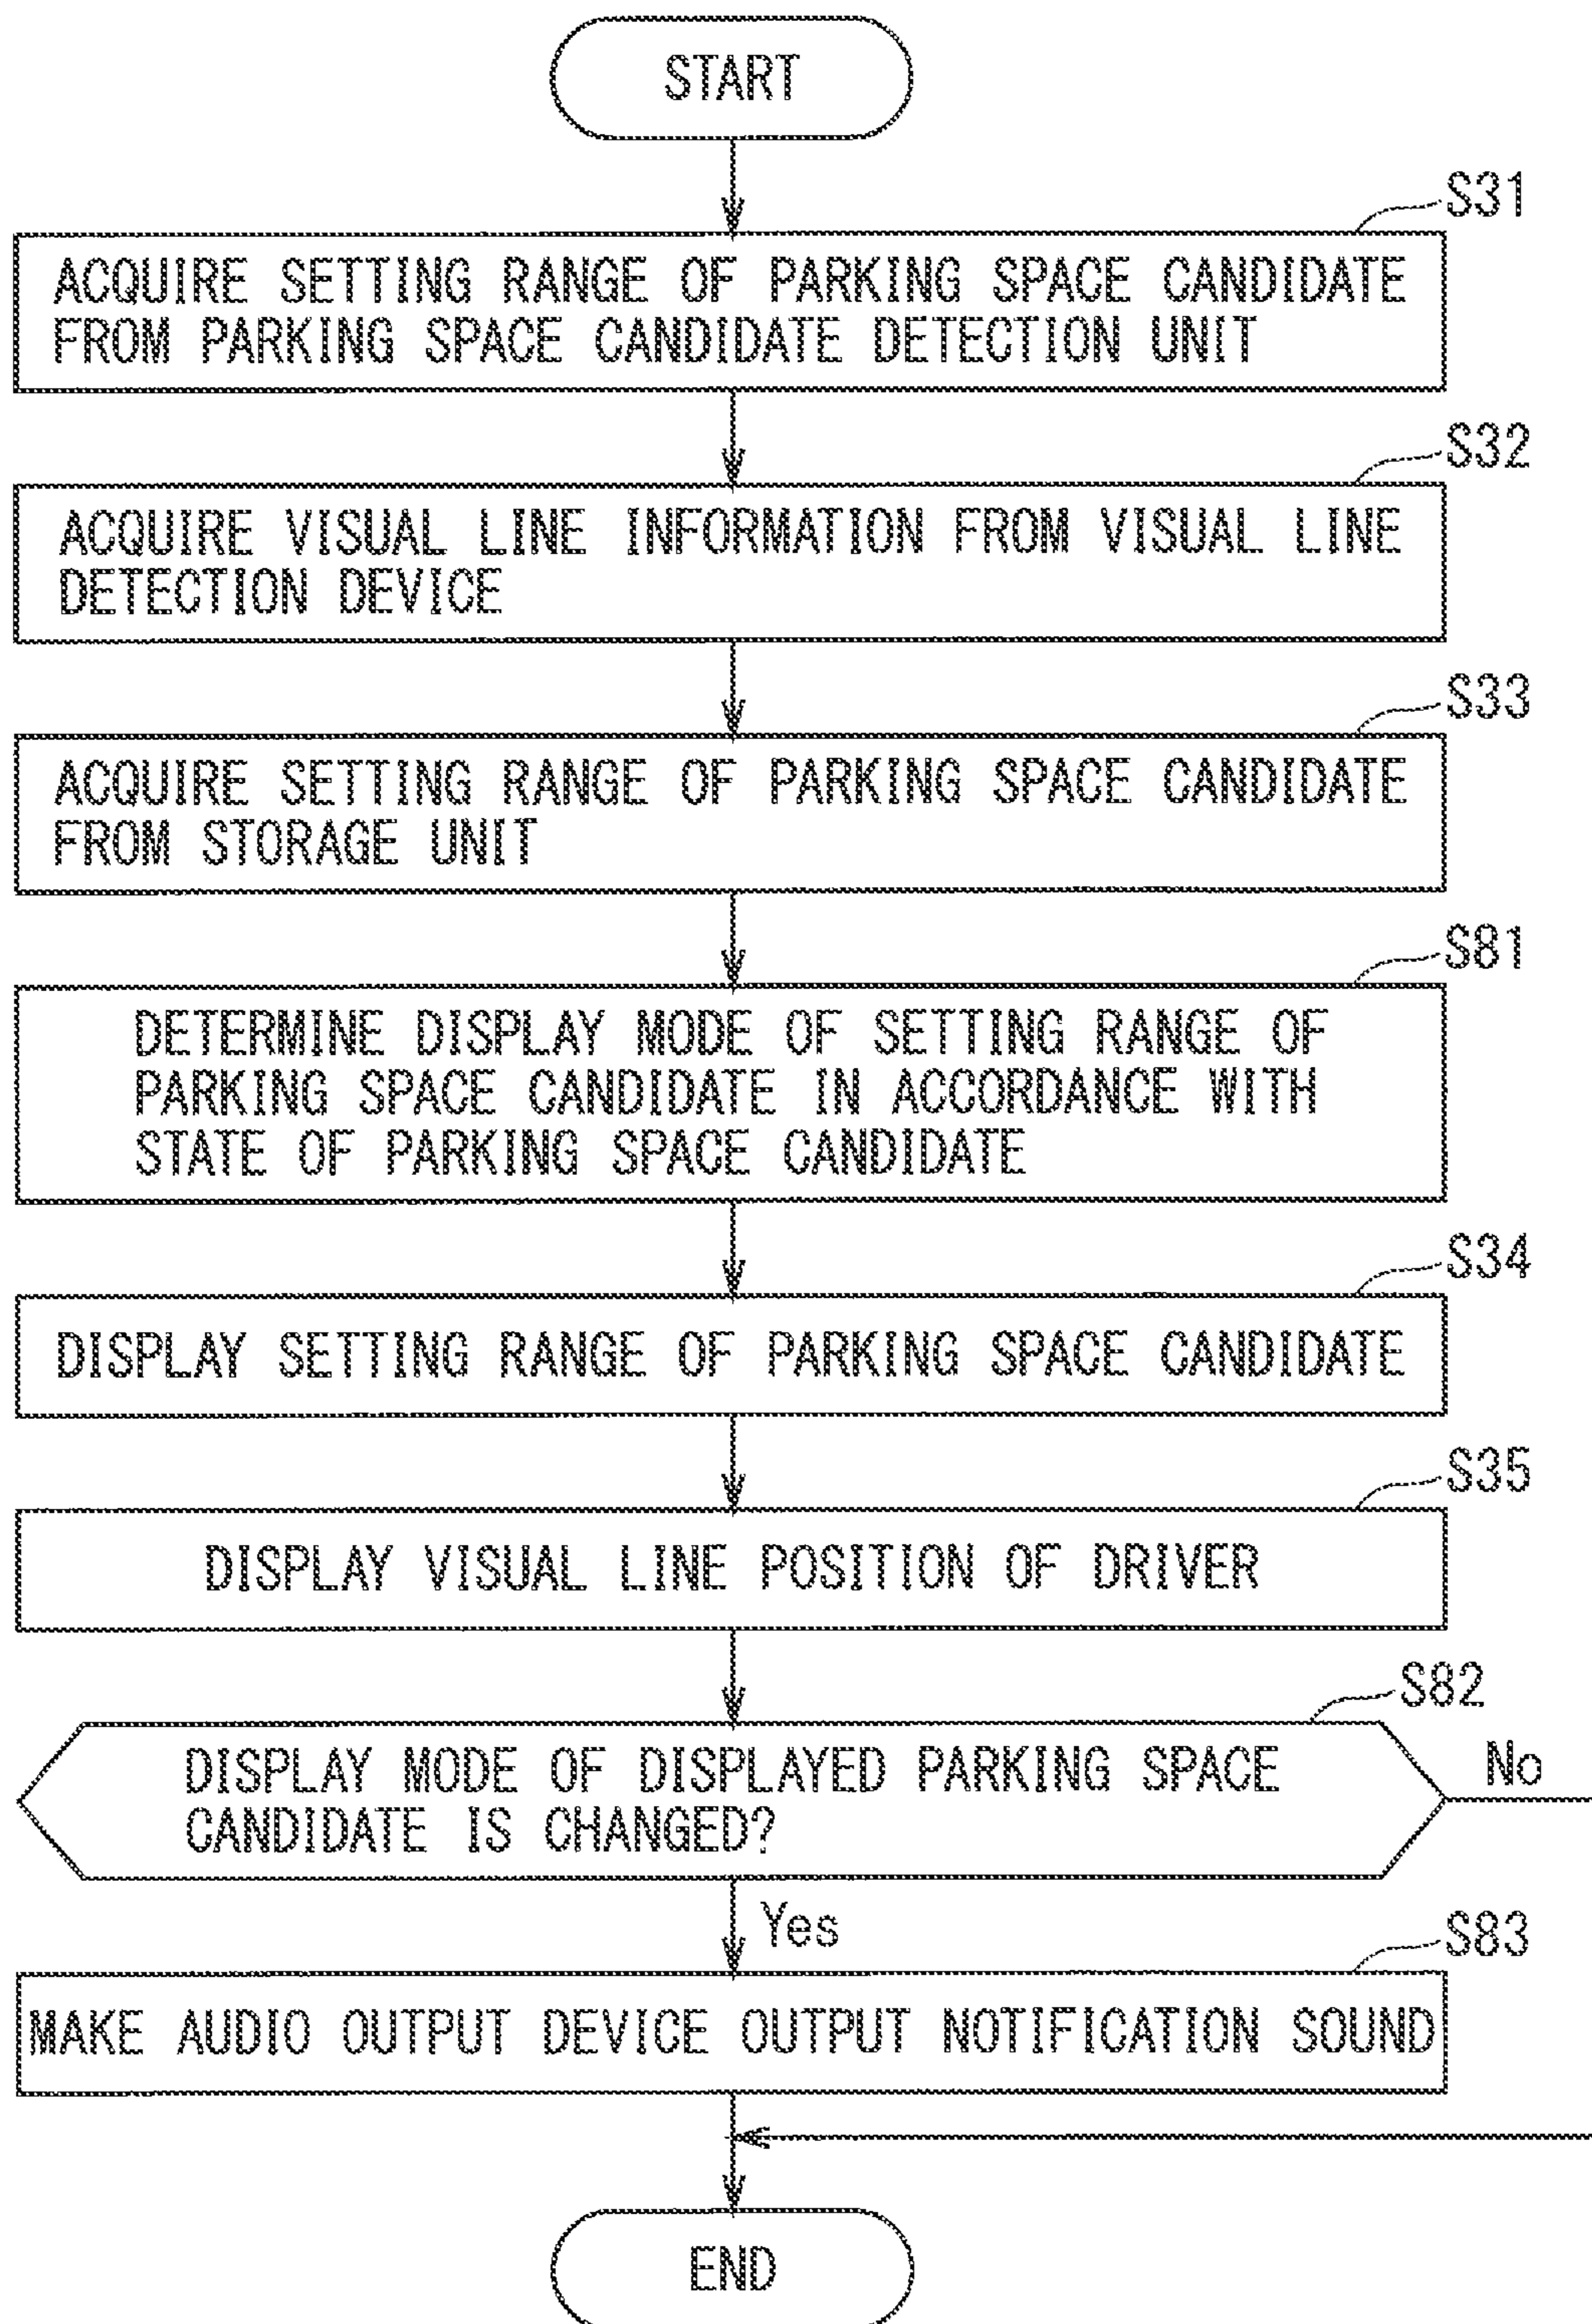 START
S31
ACQUIRE SETTING RANGE OF PARKING SPACE CANDIDATE
FROM PARKING SPACE CANDIDATE DETECTION UNIT
S32
ACQUIRE VISUAL LINE INFORMATION FROM VISUAL LINE
DETECTION DEVICE
S33
ACQUIRE SETTING RANGE OF PARKING SPACE CANDIDATE
FROM STORAGE UNIT
S81
DETERMINE DISPLAY MODE OF SETTING RANGE OF
PARKING SPACE CANDIDATE IN ACCORDANCE WITH
STATE OF PARKING SPACE CANDIDATE
S34
DISPLAY SETTING RANGE OF PARKING SPACE CANDIDATE
S35
DISPLAY VISUAL LINE POSITION OF DRIVER
S82
DISPLAY MODE OF DISPLAYED PARKING SPACE
CANDIDATE IS CHANGED?
No
Yes
S83
MAKE AUDIO OUTPUT DEVICE OUTPUT NOTIFICATION SOUND
END